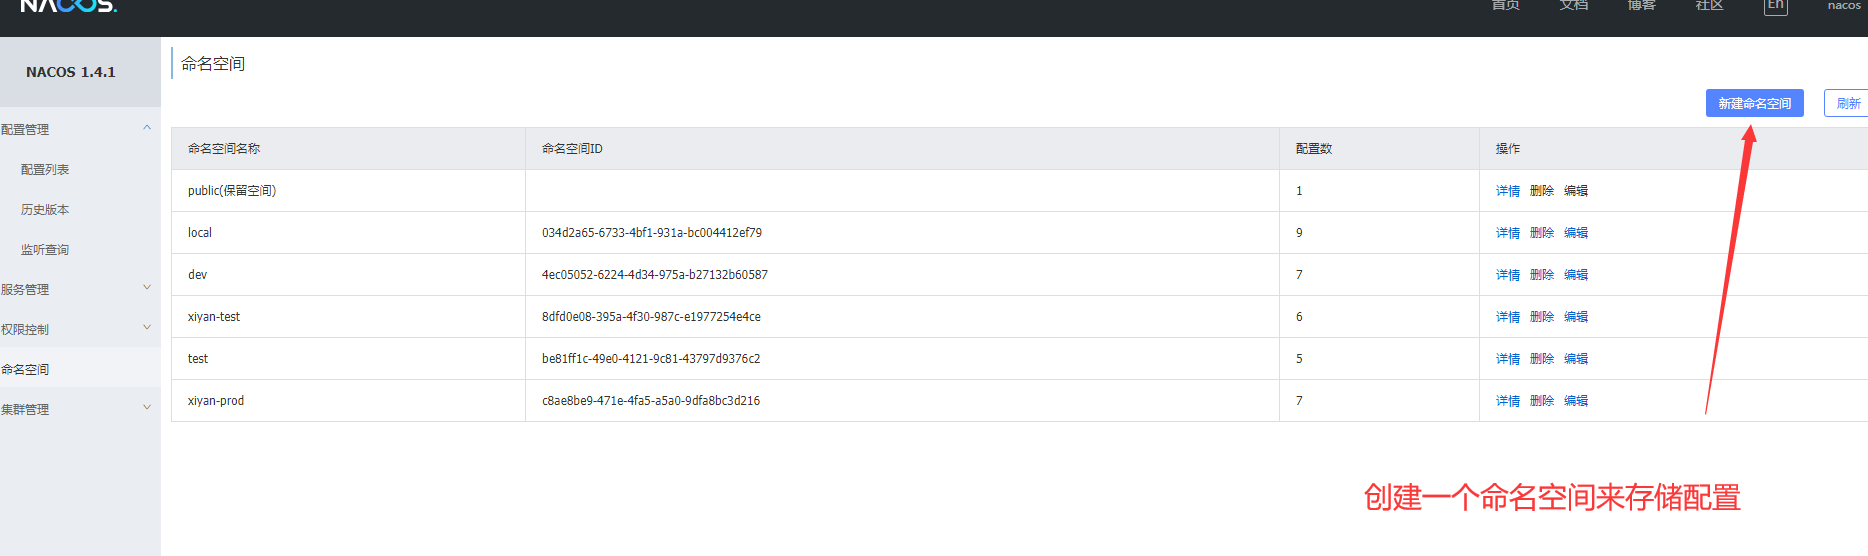 NACOS.
首页 文档 博客 社区 En nacos
NACOS 1.4.1
配置管理
配置列表
历史版本
监听查询
服务管理
权限控制
命名空间
集群管理
命名空间
新建命名空间 刷新
命名空间名称 命名空间ID 配置数 操作
public(保留空间) 1 详情 删除 编辑
local 034d2a65-6733-4bf1-931a-bc004412ef79 9 详情 删除 编辑
dev 4ec05052-6224-4d34-975a-b27132b60587 7 详情 删除 编辑
xiyan-test 8dfd0e08-395a-4f30-987c-e1977254e4ce 6 详情 删除 编辑
test be81ff1c-49e0-4121-9c81-43797d9376c2 5 详情 删除 编辑
xiyan-prod c8ae8be9-471e-4fa5-a5a0-9dfa8bc3d216 7 详情 删除 编辑
创建一个命名空间来存储配置